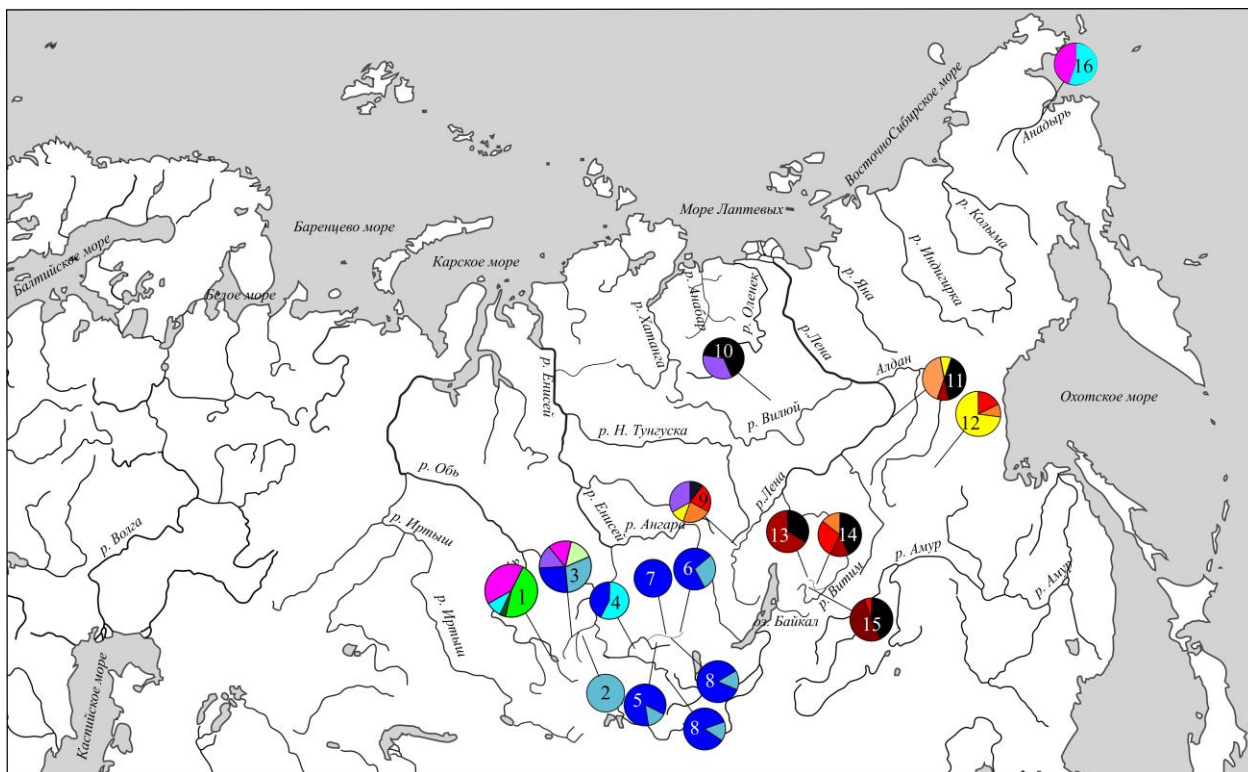 16
ВосточноСибирское море
Анадырь
Море Лаптевых
Баренцево море
Карское море
Балтийское море
Белое море
р. Колыма
р. Индигирка
р. Яна
р. Оленек
р. Анабар
р. Хатанга
р.Лена
10
Алдан
11
Охотское море
р. Енисей
12
р. Вилюй
р. Н. Тунгуска
р. Обь
9
р.Лена
р. Енисей
р. Ангара
р. Волга
р. Иртыш
13
14
р. Амур
р. Амур
р. Витим
3
7
6
1
4
р. Иртыш
15
оз. Байкал
2
5
8
8
Кастийское море